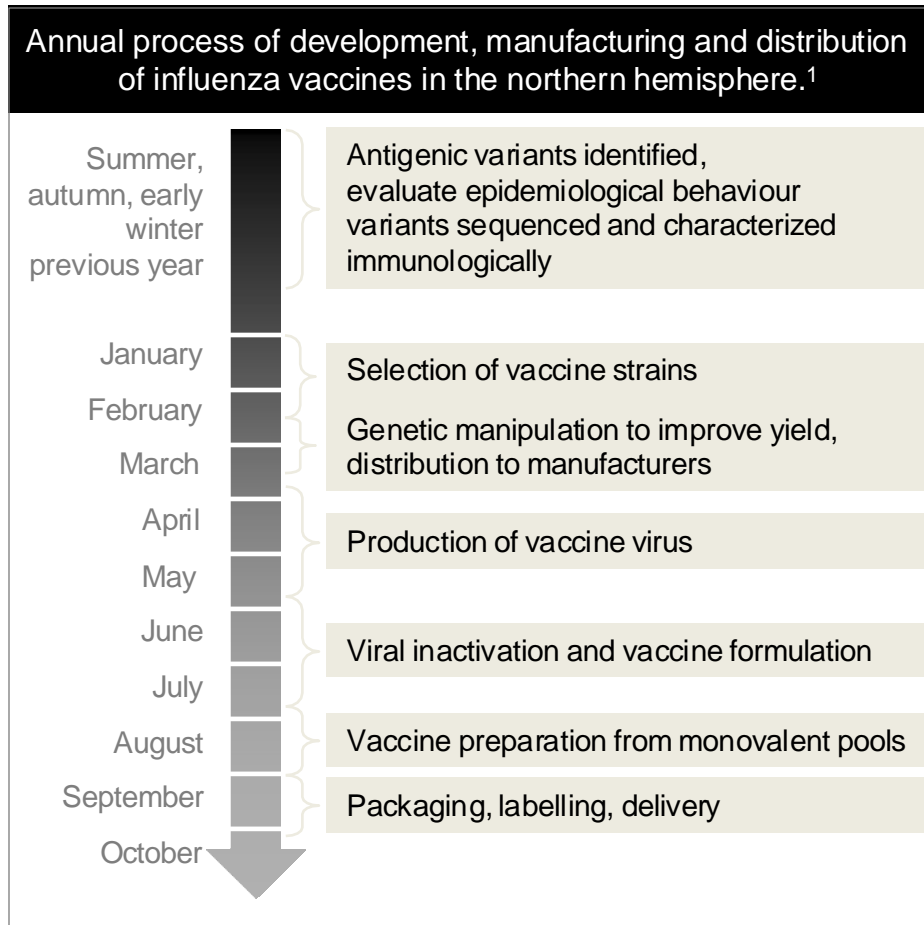 Annual process of development, manufacturing and distribution
of influenza vaccines in the northern hemisphere.¹
Summer,
autumn, early
winter
previous year
Antigenic variants identified,
evaluate epidemiological behaviour
variants sequenced and characterized
immunologically
January
February
March
Selection of vaccine strains
Genetic manipulation to improve yield,
distribution to manufacturers
April
May
Production of vaccine virus
June
July
Viral inactivation and vaccine formulation
August
Vaccine preparation from monovalent pools
September
Packaging, labelling, delivery
October